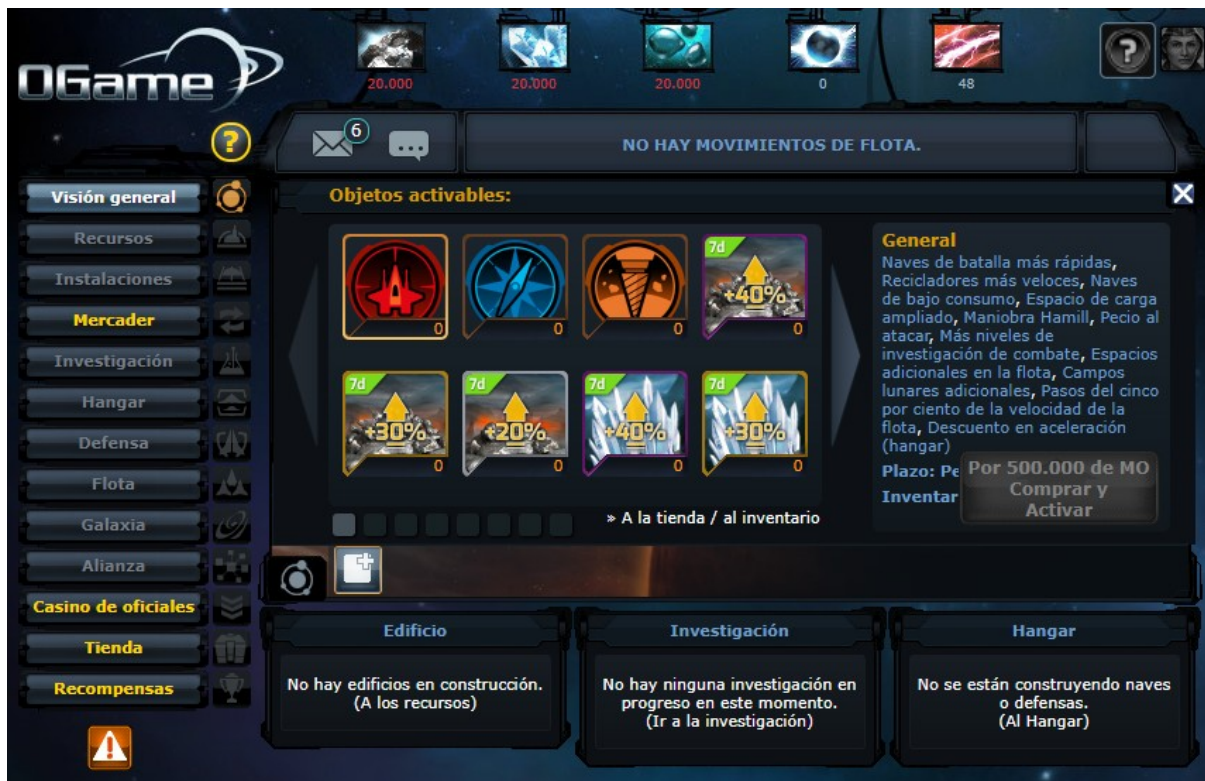 OGame
20.000
20.000
20.000
0
48
?
?
6
NO HAY MOVIMIENTOS DE FLOTA.
Visión general
Recursos
Instalaciones
Mercader
Investigación
Hangar
Defensa
Flota
Galaxia
Alianza
Casino de oficiales
Tienda
Recompensas
Objetos activables:
0
0
0
7d
+40%
0
7d
+30%
0
7d
+20%
0
7d
+40%
0
7d
+30%
0
» A la tienda / al inventario
General
Naves de batalla más rápidas,
Recicladores más veloces, Naves
de bajo consumo, Espacio de carga
ampliado, Maniobra Hamill, Pecio al
atacar, Más niveles de
investigación de combate, Espacios
adicionales en la flota, Campos
lunares adicionales, Pasos del cinco
por ciento de la velocidad de la
flota, Descuento en aceleración
(hangar)
Plazo: Pe
Inventar
Por 500.000 de MO
Comprar y
Activar
Edificio
No hay edificios en construcción.
(A los recursos)
Investigación
No hay ninguna investigación en
progreso en este momento.
(Ir a la investigación)
Hangar
No se están construyendo naves
o defensas.
(Al Hangar)